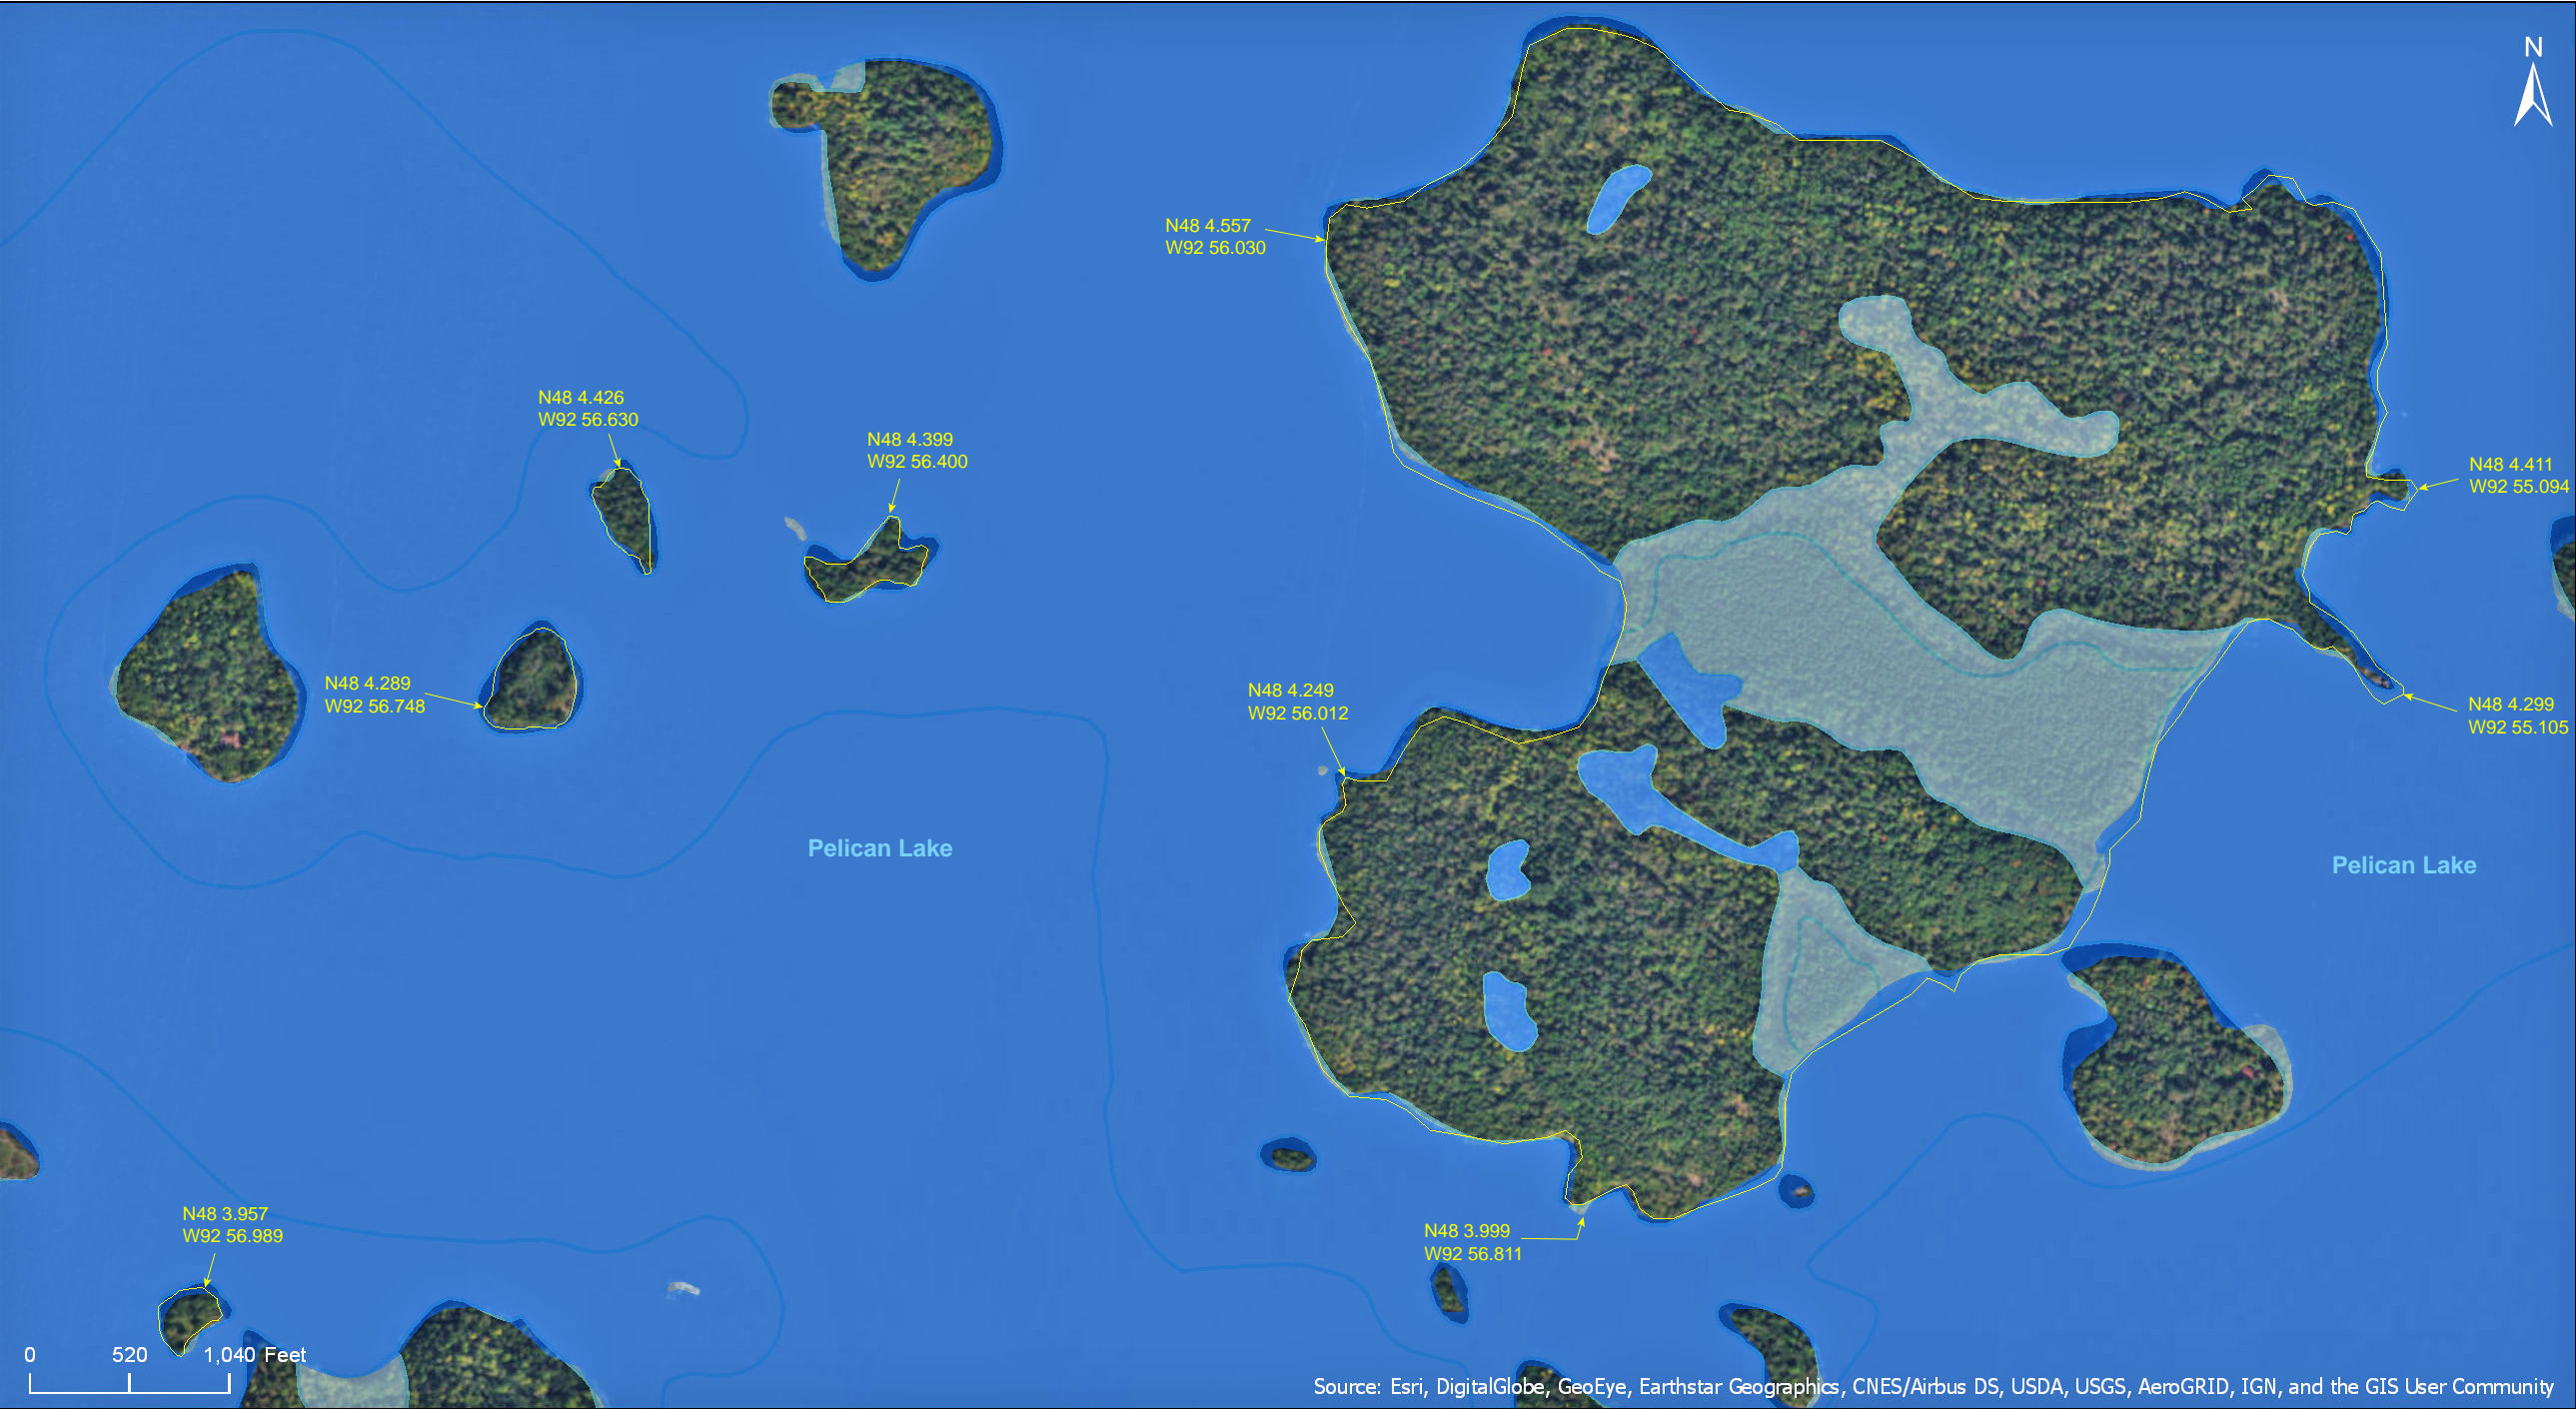 N
N48 4.557
W92 56.030
N48 4.426
W92 56.630
N48 4.399
W92 56.400
N48 4.411
W92 55.094
N48 4.289
W92 56.748
N48 4.249
W92 56.012
N48 4.299
W92 55.105
Pelican Lake
Pelican Lake
N48 3.957
W92 56.989
N48 3.999
W92 56.811
0 520 1,040 Feet
Source: Esri, DigitalGlobe, GeoEye, Earthstar Geographics, CNES/Airbus DS, USDA, USGS, AeroGRID, IGN, and the GIS User Community